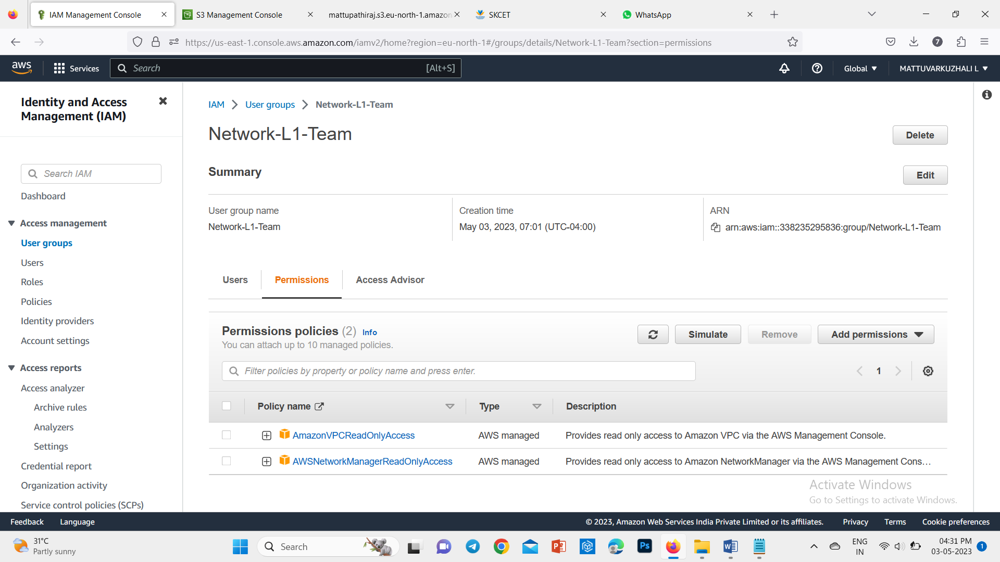 IAM Management Console
S3 Management Console
mattupathiraj.s3.eu-north-1.amazon
SKCET
WhatsApp
https://us-east-1.console.aws.amazon.com/iamv2/home?region=eu-north-1#/groups/details/Network-L1-Team?section=permissions
7
aws
Services
Search
[Alt+S]
Global
MATTUVARKUZHALI L
Identity and Access
Management (IAM)
Search IAM
Dashboard
Access management
User groups
Users
Roles
Policies
Identity providers
Account settings
Access reports
Access analyzer
Archive rules
Analyzers
Settings
Credential report
Organization activity
Service control policies (SCPs)
IAM
User groups
Network-L1-Team
Network-L1-Team
Delete
Summary
Edit
User group name
Network-L1-Team
Creation time
May 03, 2023, 07:01 (UTC-04:00)
ARN
arn:aws:iam::338235295836:group/Network-L1-Team
Users
Permissions
Access Advisor
Permissions policies (2) Info
You can attach up to 10 managed policies.
Simulate
Remove
Add permissions
Filter policies by property or policy name and press enter.
1
Policy name
Type
Description
AmazonVPCReadOnlyAccess
AWS managed
Provides read only access to Amazon VPC via the AWS Management Console.
AWSNetworkManagerReadOnlyAccess
AWS managed
Provides read only access to Amazon NetworkManager via the AWS Management Cons…
Activate Windows
Go to Settings to activate Windows.
Feedback
Language
© 2023, Amazon Web Services India Private Limited or its affiliates.
Privacy
Terms
Cookie preferences
31°C
Partly sunny
Search
Ps
ENG
IN
04:31 PM
03-05-2023
1